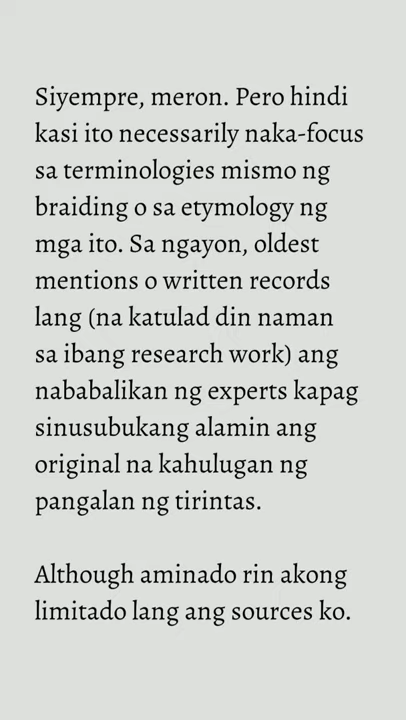 Siyempre, meron. Pero hindi
kasi ito necessarily naka-focus
sa terminologies mismo ng
braiding o sa etymology ng
mga ito. Sa ngayon, oldest
mentions o written records
lang (na katulad din naman
sa ibang research work) ang
nababalikan ng experts kapag
sinusubukang alamin ang
original na kahulugan ng
pangalan ng tirintas.
Although aminado rin akong
limitado lang ang sources ko.